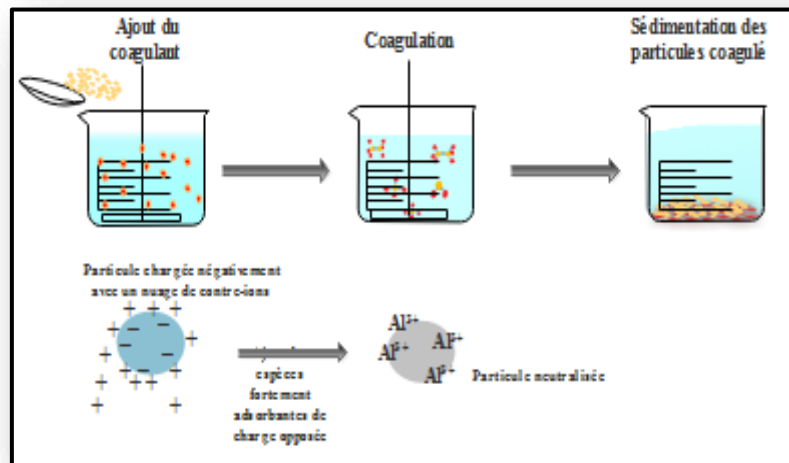 Ajout du
coagulant
Coagulation
Sédimentation des
particules coagulé
Particule chargée négativement
avec un nuage de contre-ions
espèces
fortement
adsorbantes de
charge opposée
Al³⁺
Al³⁺
Al³⁺
Al³⁺
Particule neutralisée